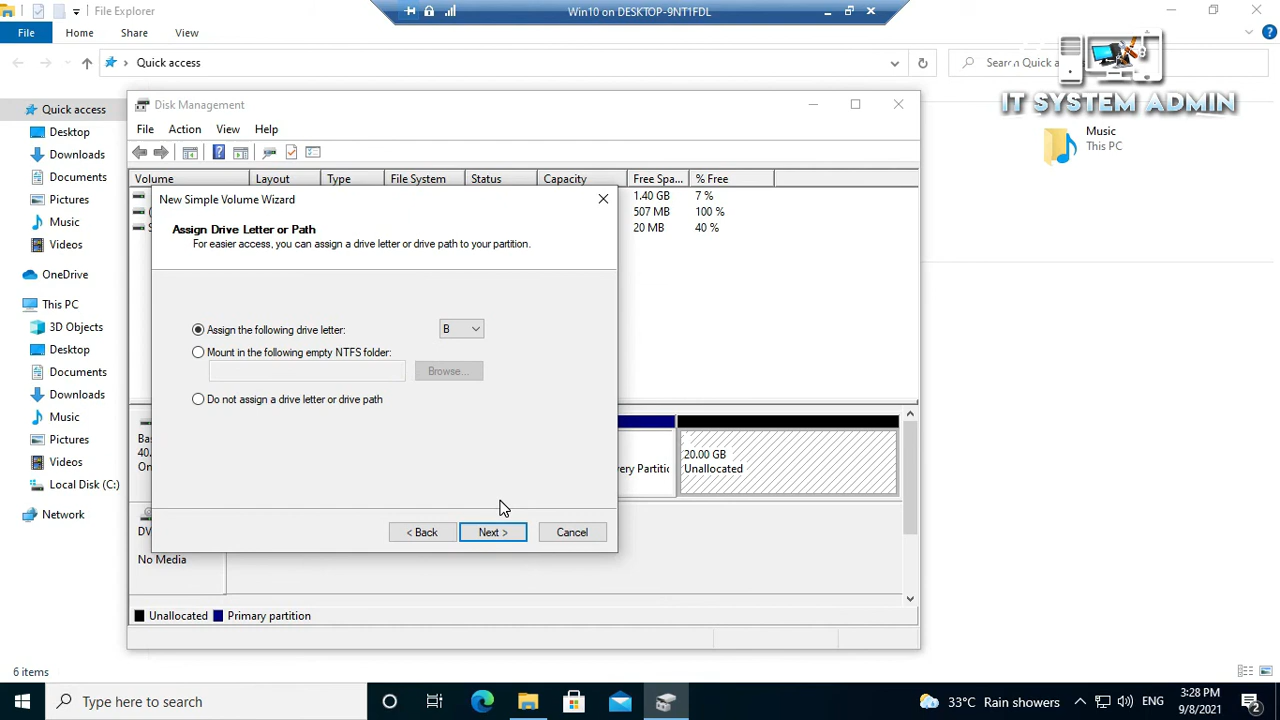 File Explorer
Win10 on DESKTOP-9NT1FDL
File
Home
Share
View
Quick access
Search Quick a
IT SYSTEM ADMIN
Quick access
Desktop
Downloads
Documents
Pictures
Music
Videos
OneDrive
This PC
3D Objects
Desktop
Documents
Downloads
Music
Pictures
Videos
Local Disk (C:)
Network
Music
This PC
Disk Management
File
Action
View
Help
Volume
Layout
Type
File System
Status
Capacity
Free Spa...
% Free
1.40 GB
7 %
507 MB
100 %
20 MB
40 %
New Simple Volume Wizard
Assign Drive Letter or Path
For easier access, you can assign a drive letter or drive path to your partition.
Assign the following drive letter:
B
Mount in the following empty NTFS folder:
Browse...
Do not assign a drive letter or drive path
< Back
Next >
Cancel
Bas
40.
On
very Partitic
20.00 GB
Unallocated
DV
No Media
Unallocated
Primary partition
6 items
Type here to search
33°C
Rain showers
ENG
3:28 PM
9/8/2021
2